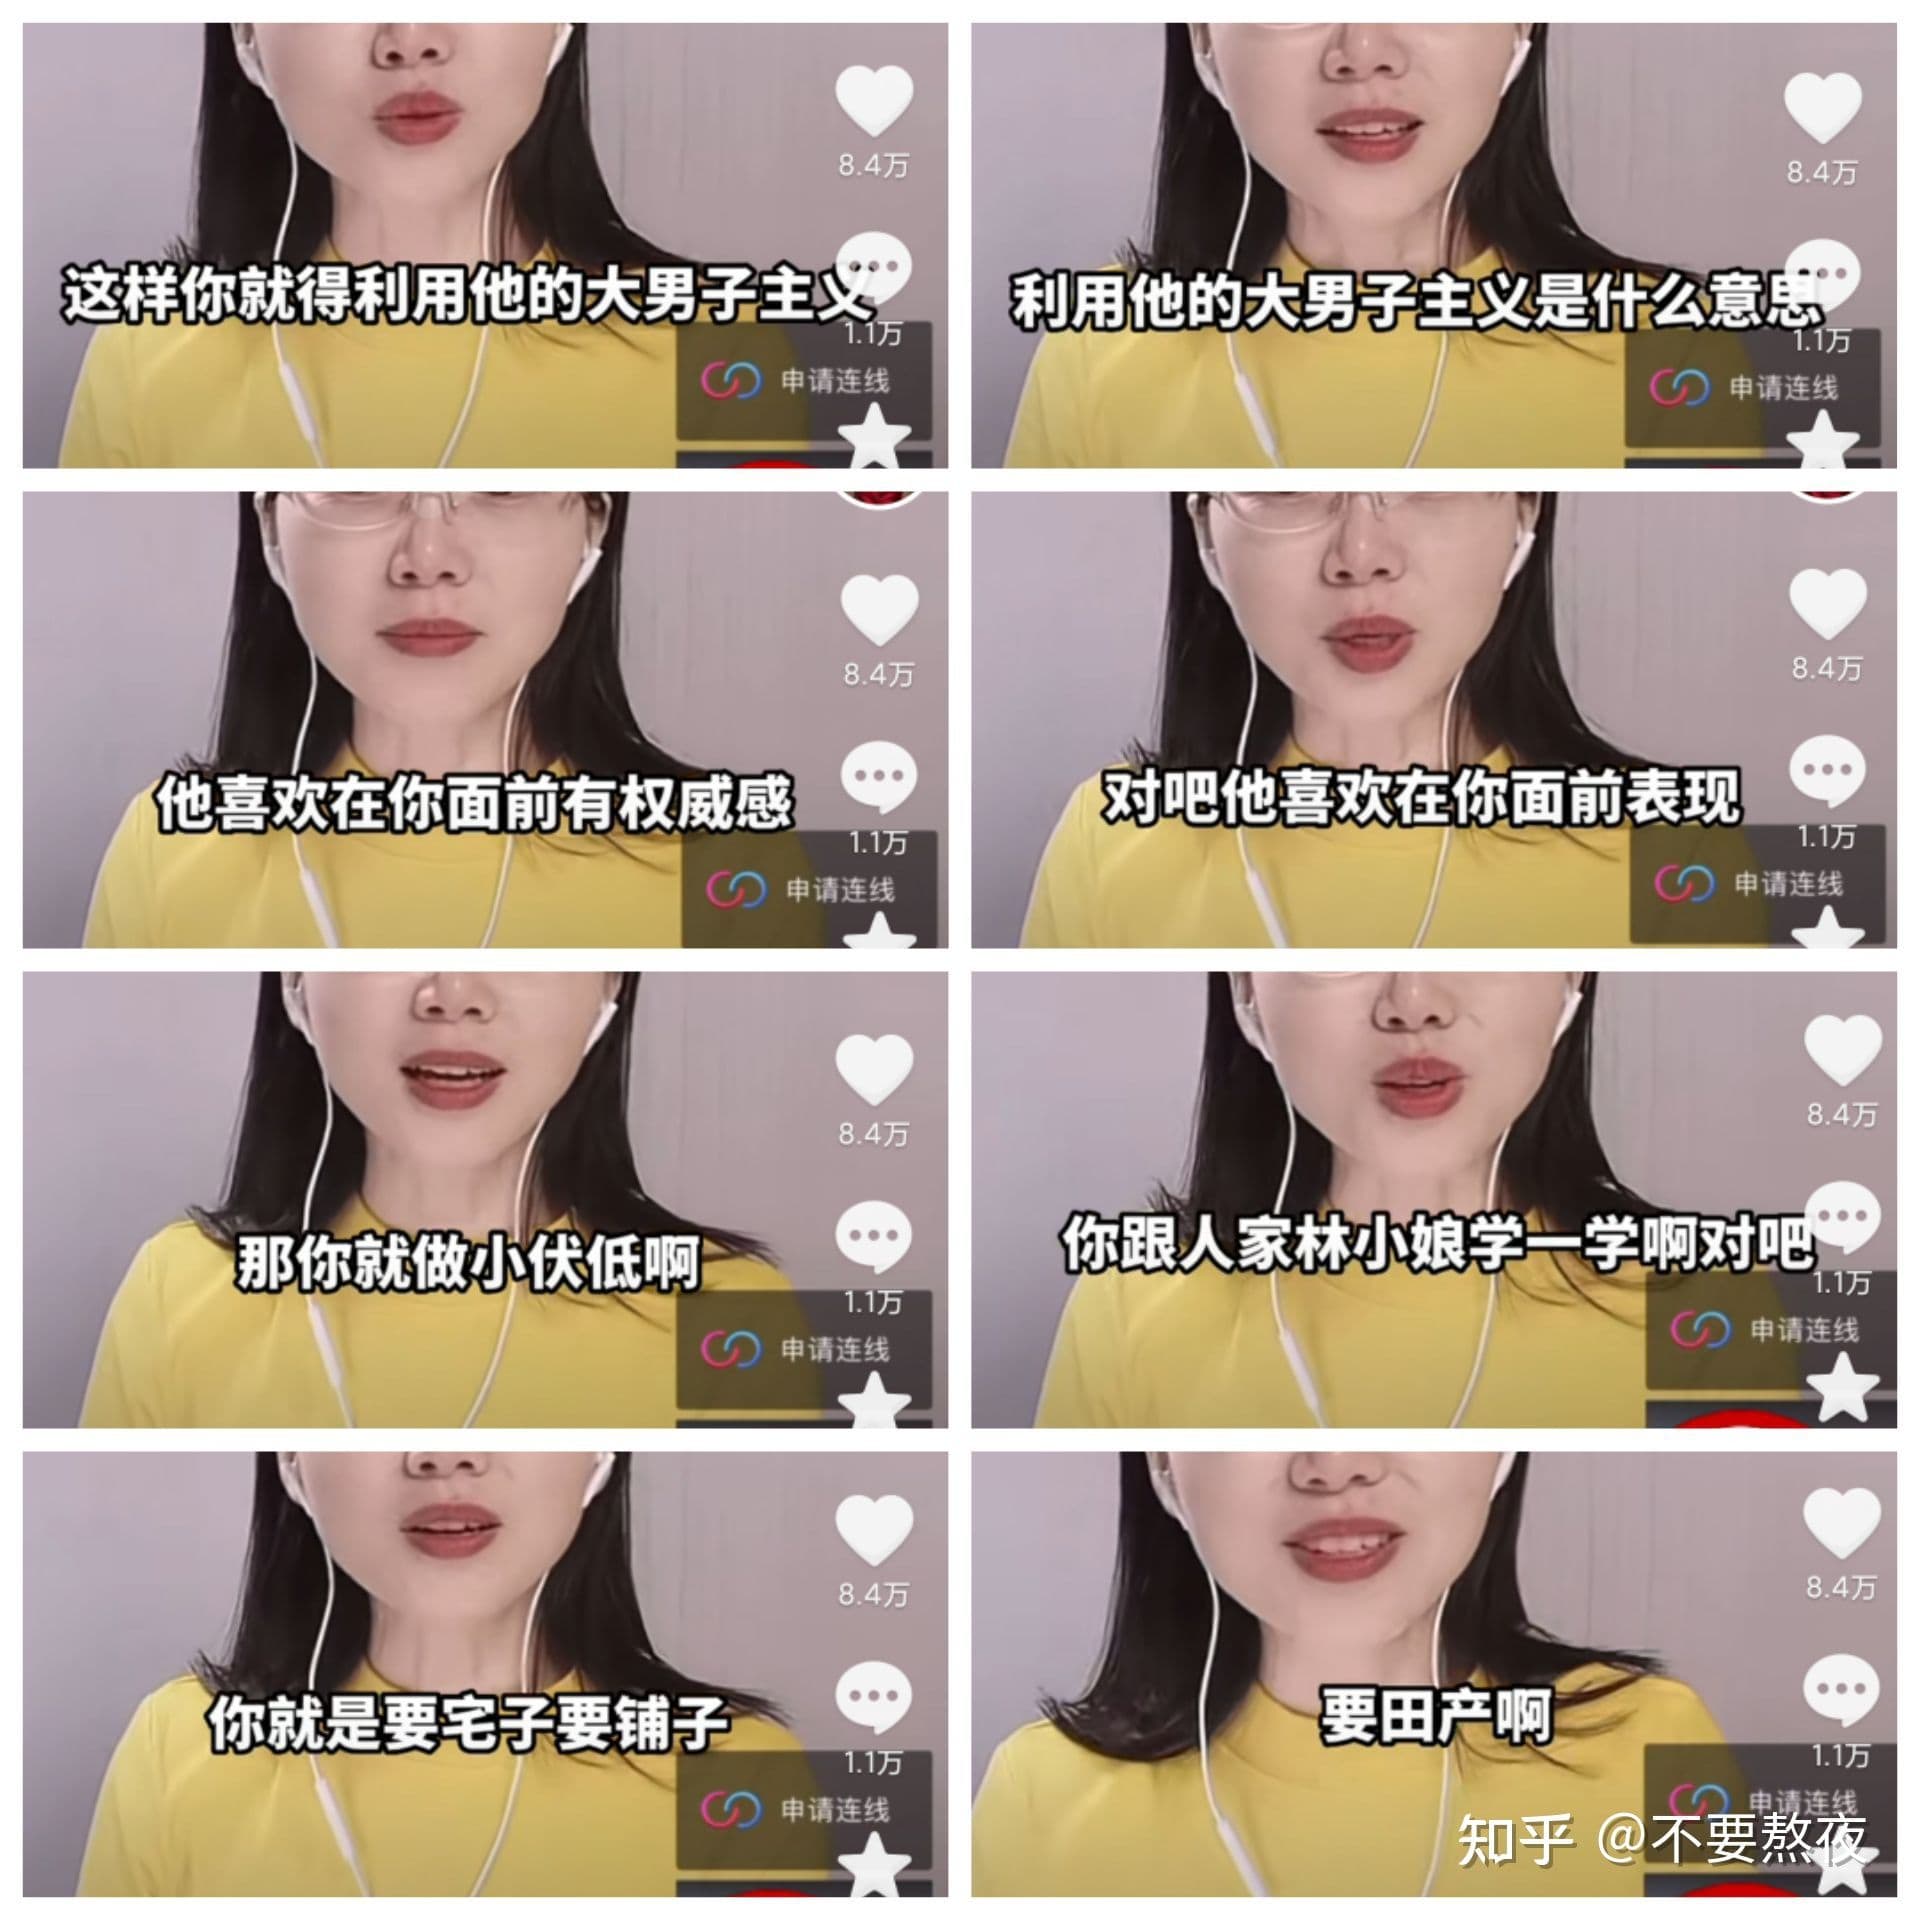 8.4万
这样你就得利用他的大男子主义
1.1万
申请连线
8.4万
利用他的大男子主义是什么意思
1.1万
申请连线
8.4万
他喜欢在你面前有权威感
1.1万
申请连线
8.4万
对吧他喜欢在你面前表现
1.1万
申请连线
8.4万
那你就做小伏低啊
1.1万
申请连线
8.4万
你跟人家林小娘学一学啊对吧
1.1万
申请连线
8.4万
你就是要宅子要铺子
1.1万
申请连线
8.4万
要田产啊
1.1万
申请连线
知乎 @不要熬夜